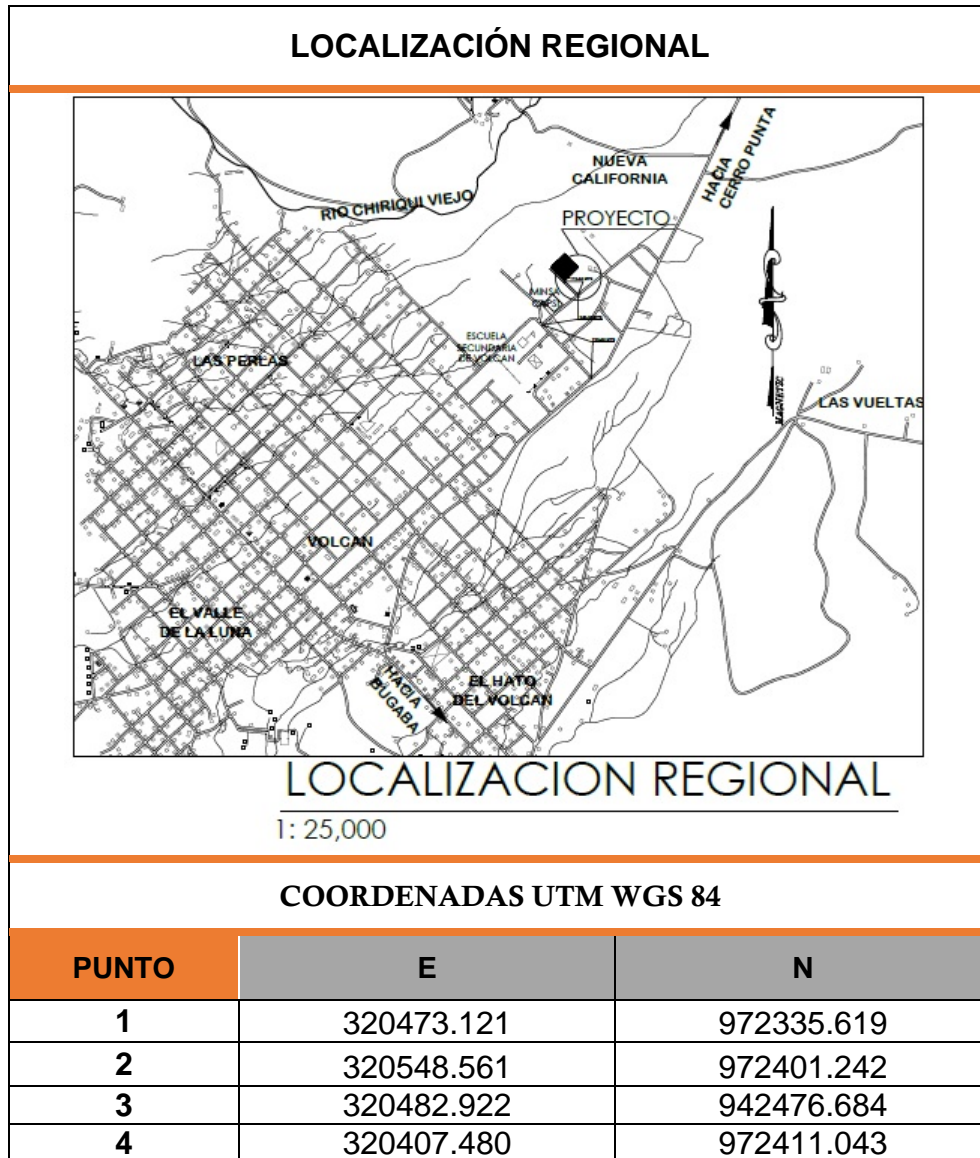 LOCALIZACIÓN REGIONAL
NUEVA
CALIFORNIA
HACIA
CERRO PUNTA
RIO CHIRIQUI VIEJO
PROYECTO
MINSA
ESCUELA
SECUNDARIA
DE VOLCAN
MAGNETIC
LAS PERLAS
LAS VUELTAS
VOLCAN
EL VALLE
DE LA LUNA
HACIA
BUGABA
EL HATO
DEL VOLCAN
LOCALIZACION REGIONAL
1: 25,000
COORDENADAS UTM WGS 84
PUNTO E N
1 320473.121 972335.619
2 320548.561 972401.242
3 320482.922 942476.684
4 320407.480 972411.043